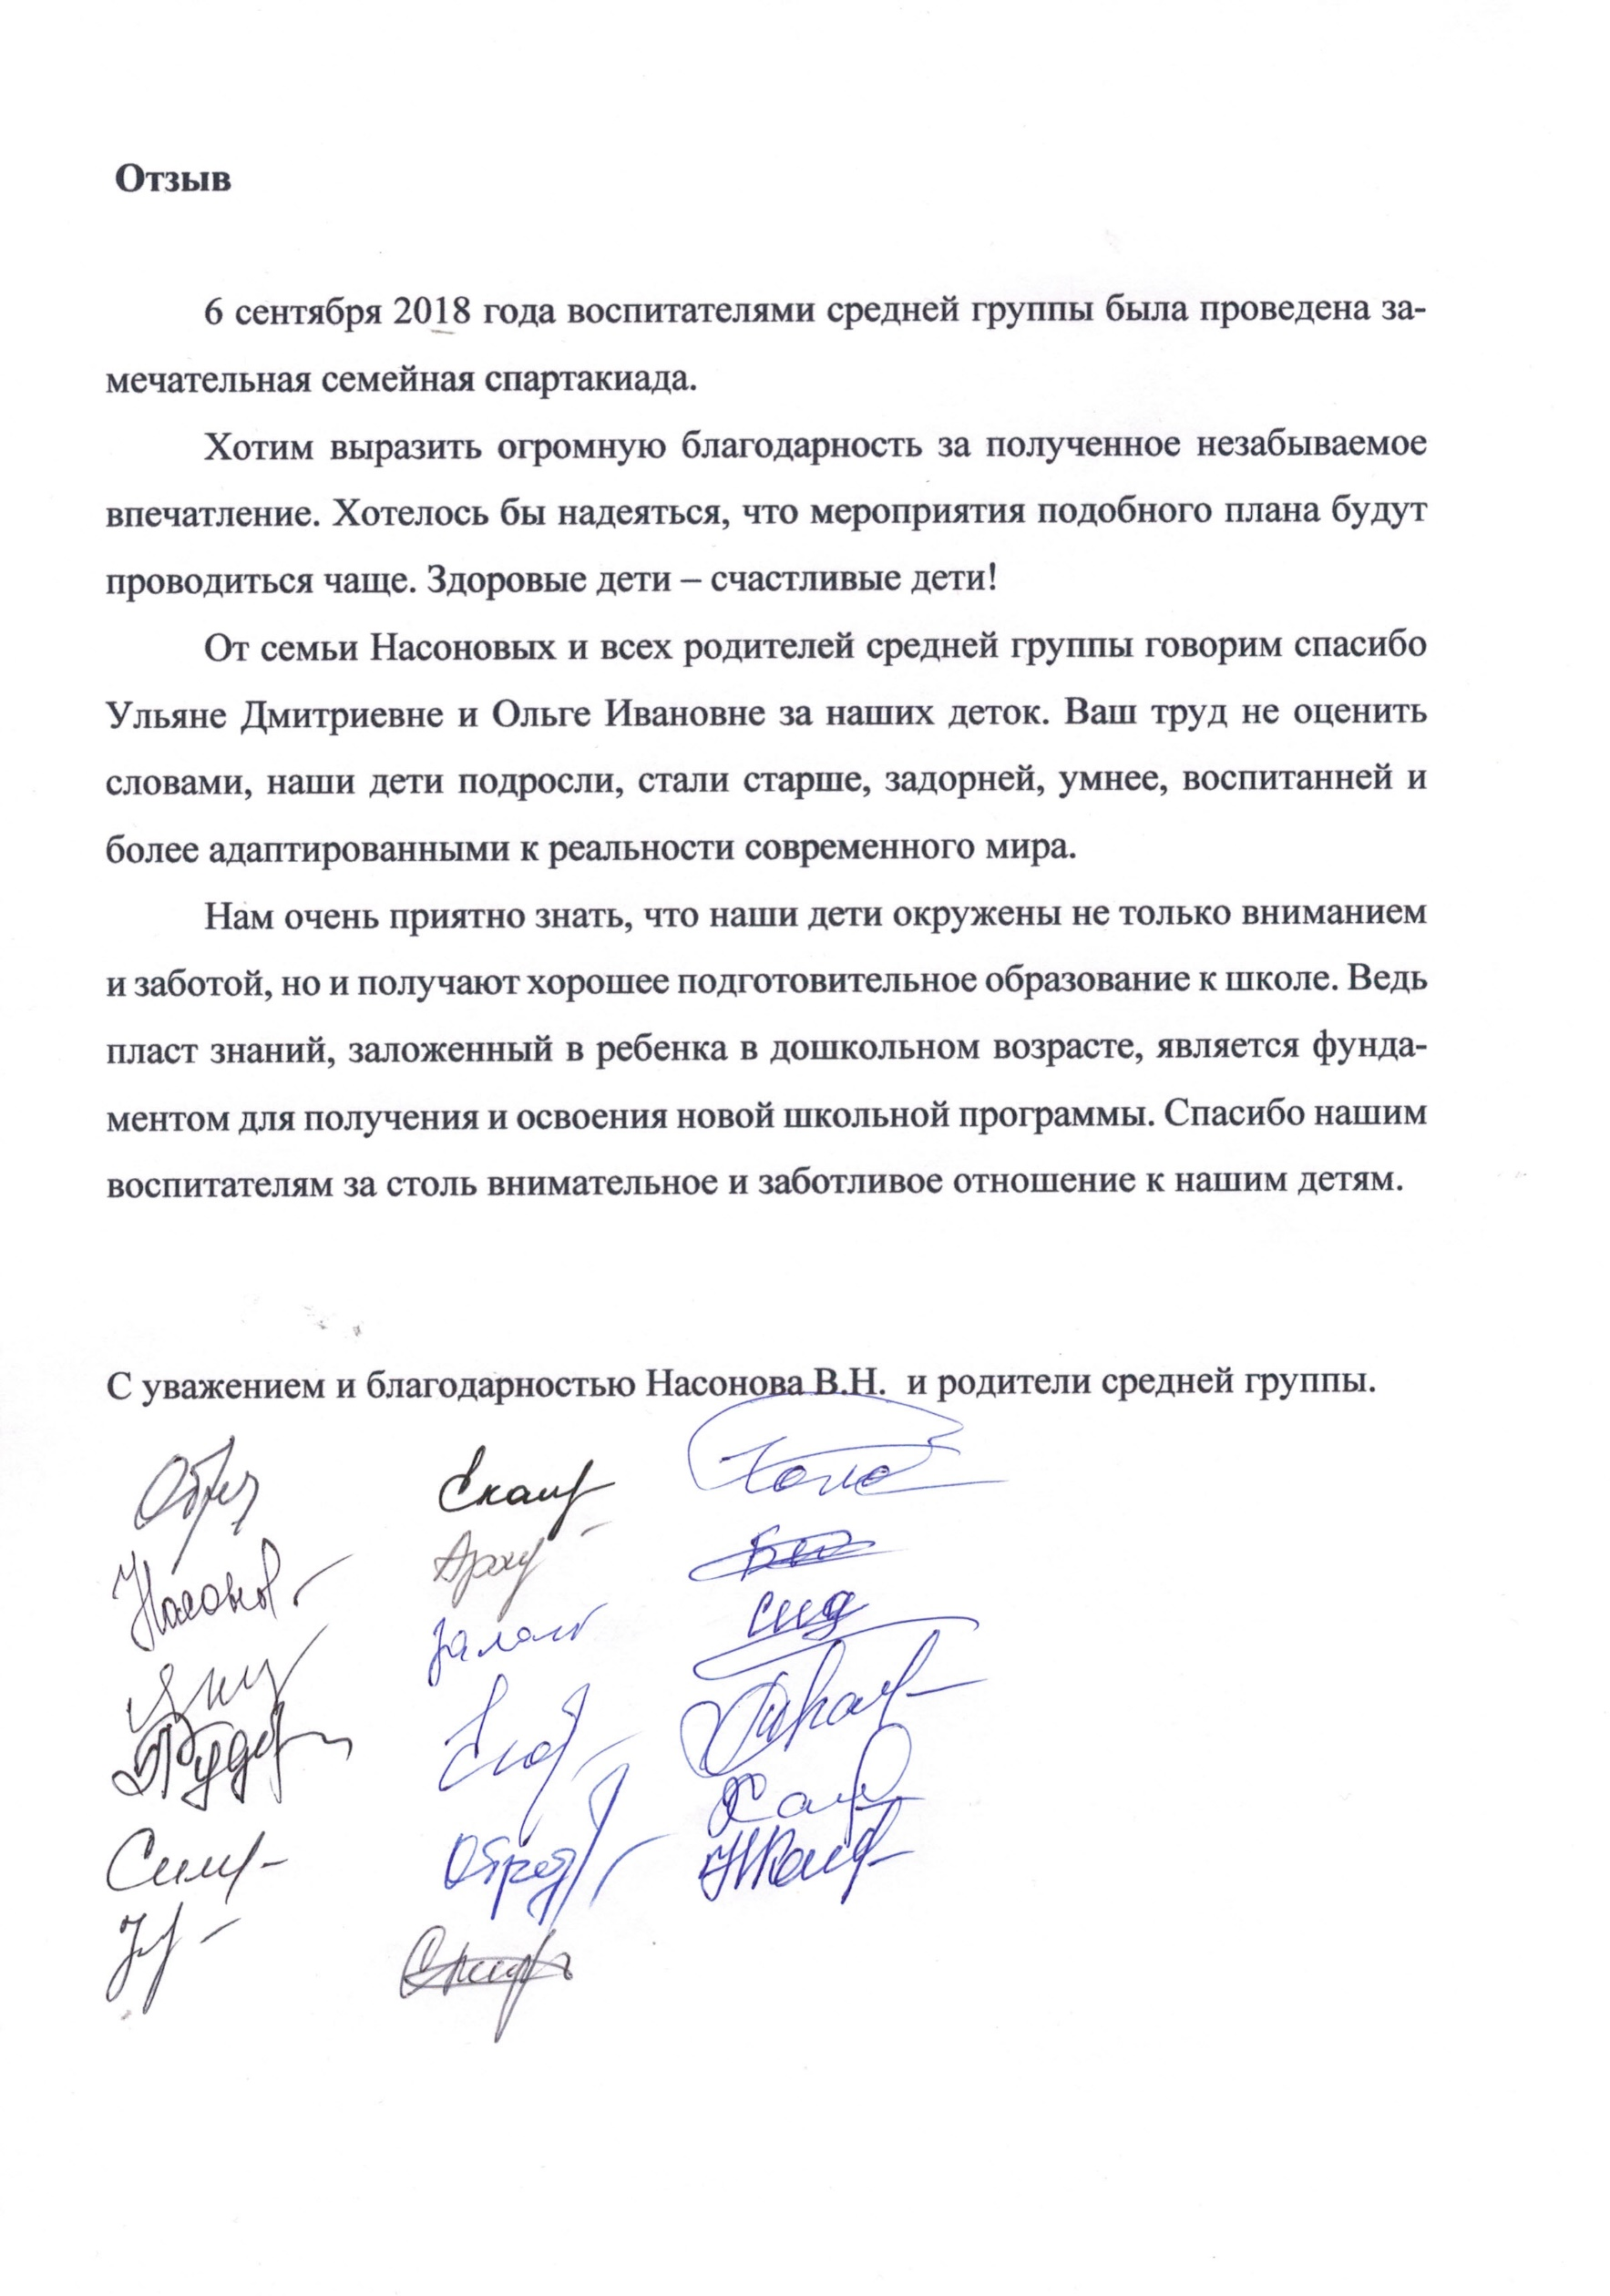 Отзыв
6 сентября 2018 года воспитателями средней группы была проведена за-
мечательная семейная спартакиада.
Хотим выразить огромную благодарность за полученное незабываемое
впечатление. Хотелось бы надеяться, что мероприятия подобного плана будут
проводиться чаще. Здоровые дети – счастливые дети!
От семьи Насоновых и всех родителей средней группы говорим спасибо
Ульяне Дмитриевне и Ольге Ивановне за наших деток. Ваш труд не оценить
словами, наши дети подросли, стали старше, задорней, умнее, воспитанней и
более адаптированными к реальности современного мира.
Нам очень приятно знать, что наши дети окружены не только вниманием
и заботой, но и получают хорошее подготовительное образование к школе. Ведь
пласт знаний, заложенный в ребенка в дошкольном возрасте, является фунда-
ментом для получения и освоения новой школьной программы. Спасибо нашим
воспитателям за столь внимательное и заботливое отношение к нашим детям.
С уважением и благодарностью Насонова В.Н. и родители средней группы.